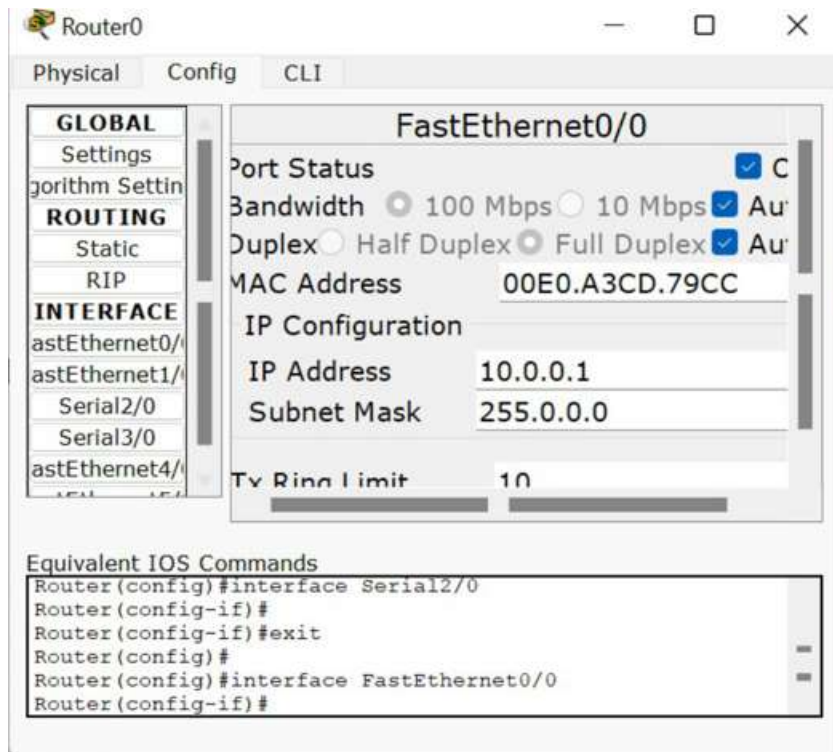 Router0
Physical Config CLI
GLOBAL
Settings
gorithm Settin
ROUTING
Static
RIP
INTERFACE
astEthernet0/
astEthernet1/
Serial2/0
Serial3/0
astEthernet4/
FastEthernet0/0
Port Status
Bandwidth 100 Mbps 10 Mbps Au
Duplex Half Duplex Full Duplex Au
MAC Address 00E0.A3CD.79CC
IP Configuration
IP Address 10.0.0.1
Subnet Mask 255.0.0.0
Tx Ring Limit 10
Equivalent IOS Commands
Router(config)#interface Serial2/0
Router(config-if)#
Router(config-if)#exit
Router(config)#
Router(config)#interface FastEthernet0/0
Router(config-if)#